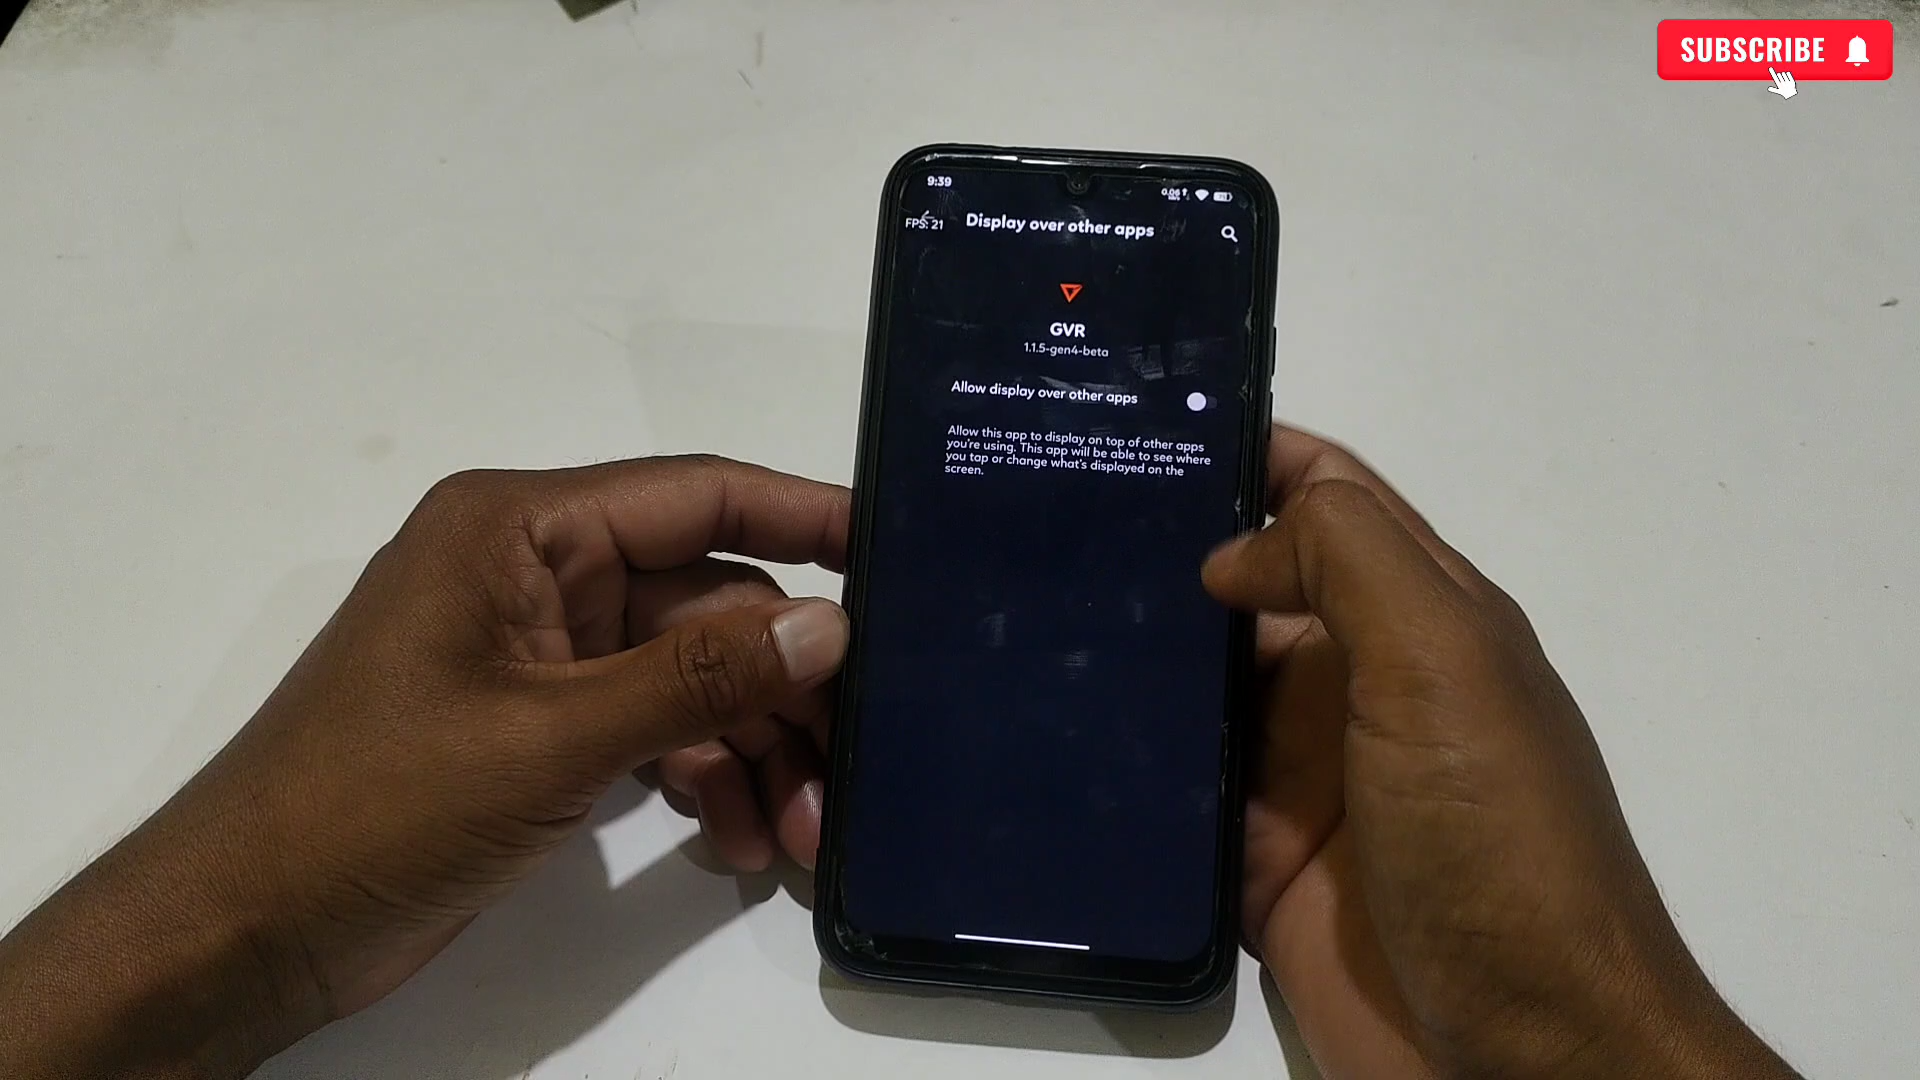 SUBSCRIBE
9:39
FPS: 21
Display over other apps
GVR
1.1.5-gen4-beta
Allow display over other apps
Allow this app to display on top of other apps
you're using. This app will be able to see where
you tap or change what's displayed on the
screen.